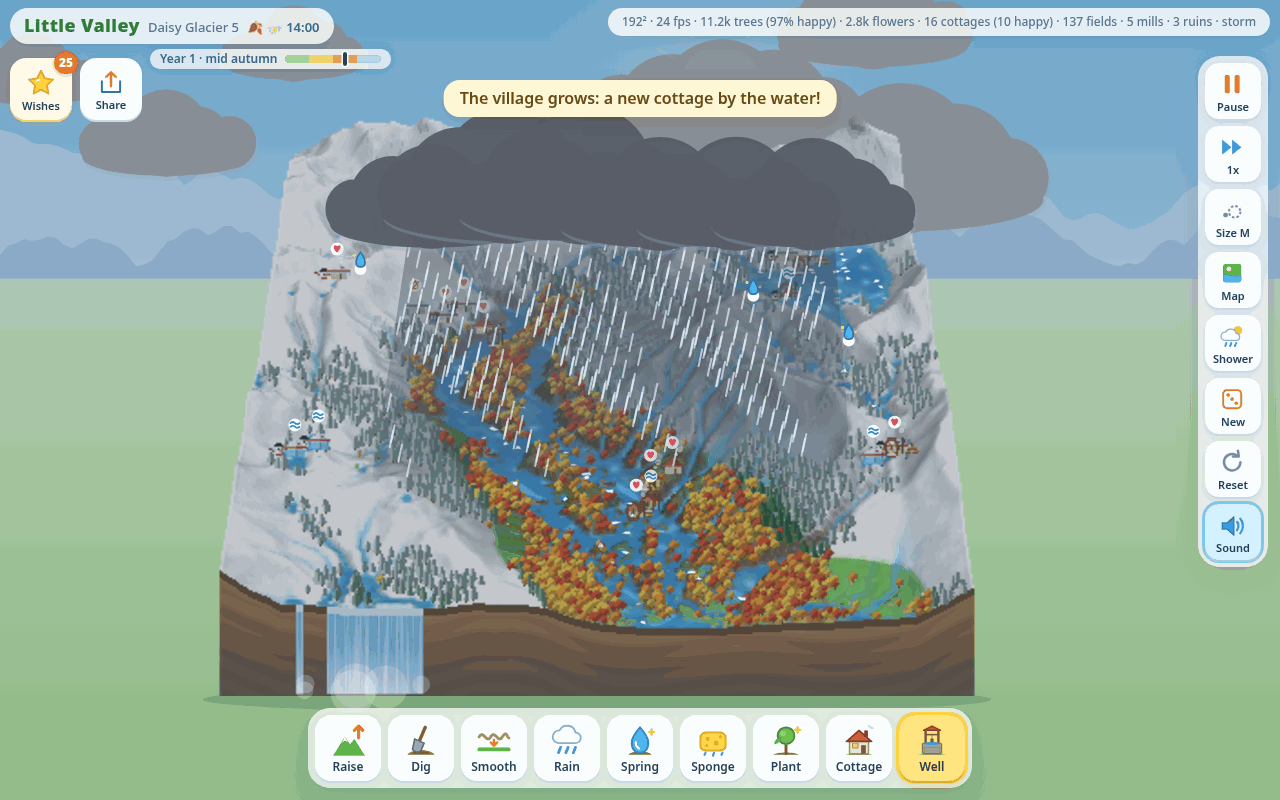 Little Valley Daisy Glacier 5 14:00
192² · 24 fps · 11.2k trees (97% happy) · 2.8k flowers · 16 cottages (10 happy) · 137 fields · 5 mills · 3 ruins · storm
Year 1 · mid autumn
25
Wishes
Share
The village grows: a new cottage by the water!
Pause
1x
Size M
Map
Shower
New
Reset
Sound
Raise
Dig
Smooth
Rain
Spring
Sponge
Plant
Cottage
Well